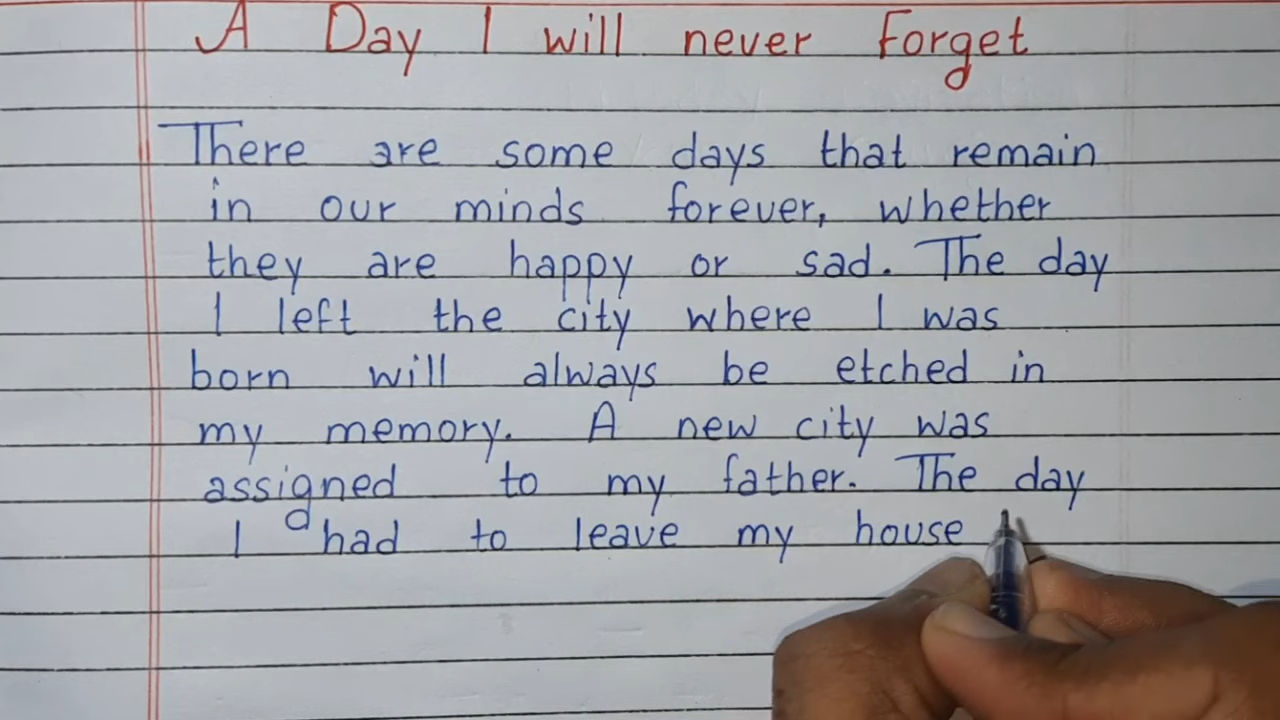 A Day I will never Forget
There are some days that remain
in our minds forever, whether
they are happy or sad. The day
I left the city where I was
born will always be etched in
my memory. A new city was
assigned to my father. The day
I had to leave my house